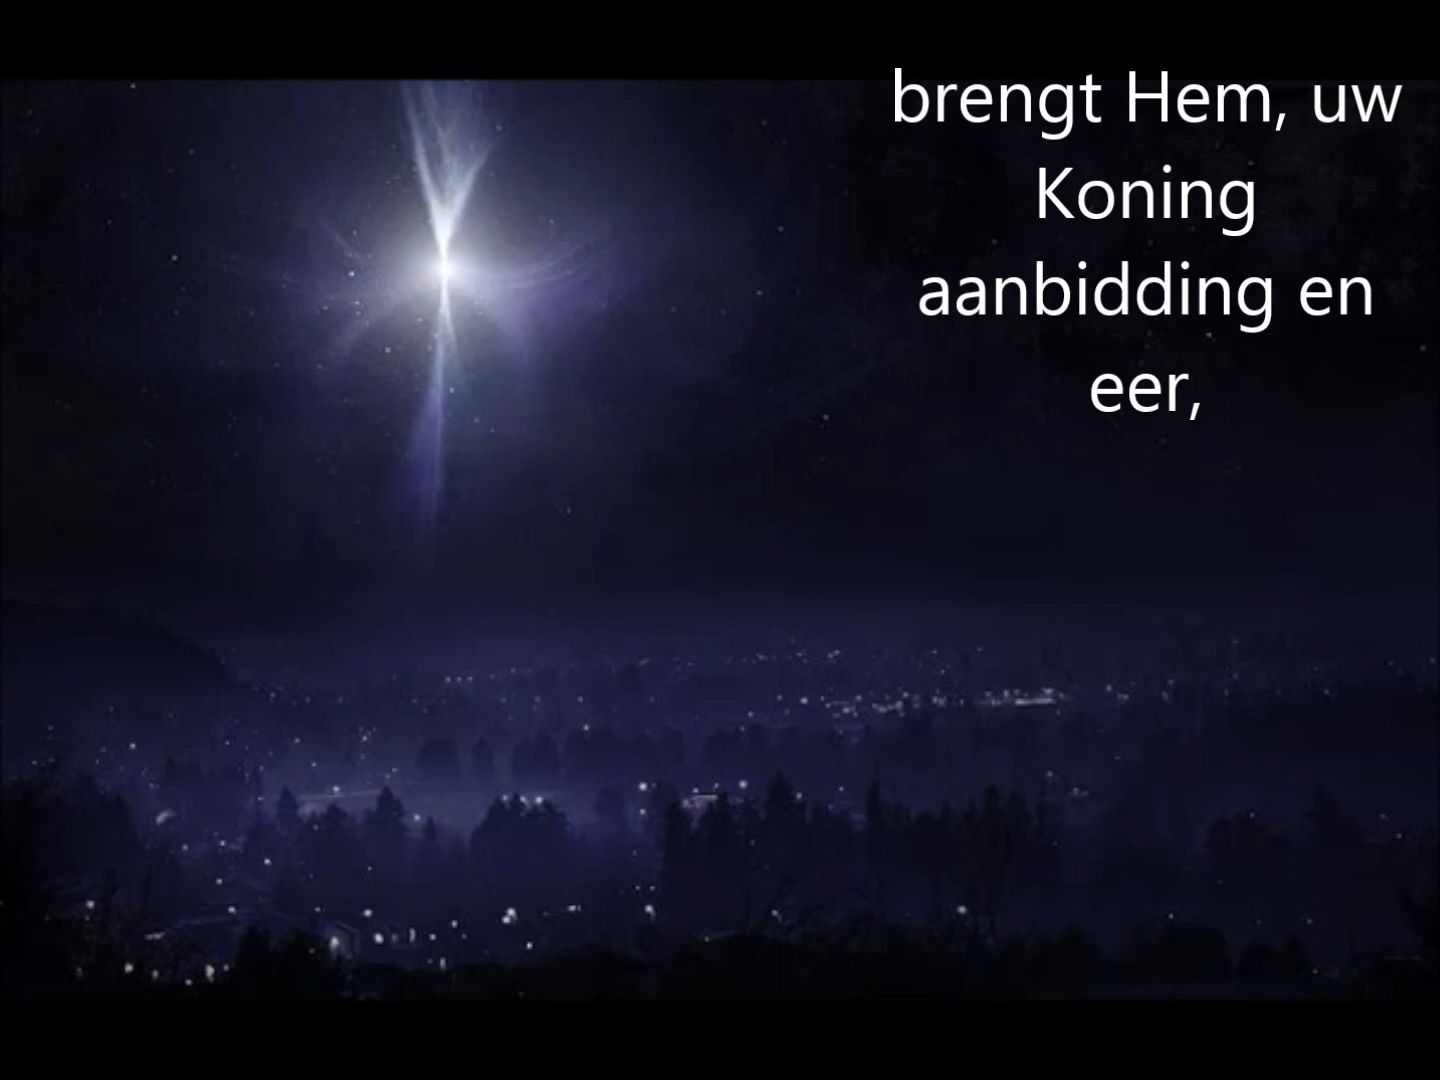 brengt Hem, uw
Koning
aanbidding en
eer,